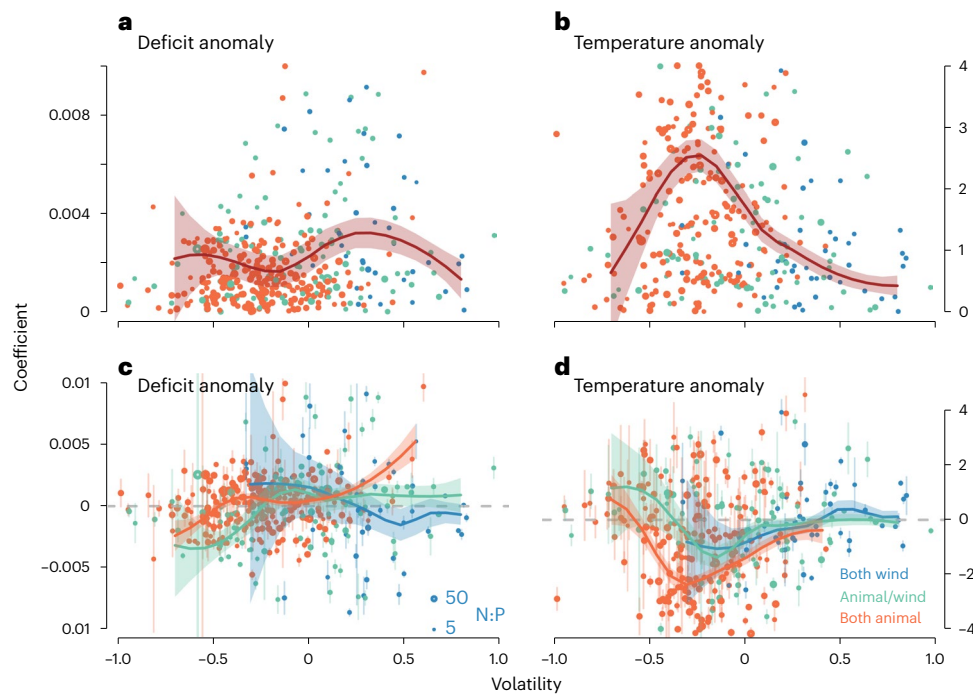 a
Deficit anomaly
b
Temperature anomaly
0.008
0.004
0
4
3
2
1
0
Coefficient
c
Deficit anomaly
d
Temperature anomaly
0.01
0.005
0
−0.005
0.01
4
2
0
−2
−4
50
N:P
5
Both wind
Animal/wind
Both animal
−1.0
−0.5
0
0.5
1.0
−1.0
−0.5
0
0.5
1.0
Volatility